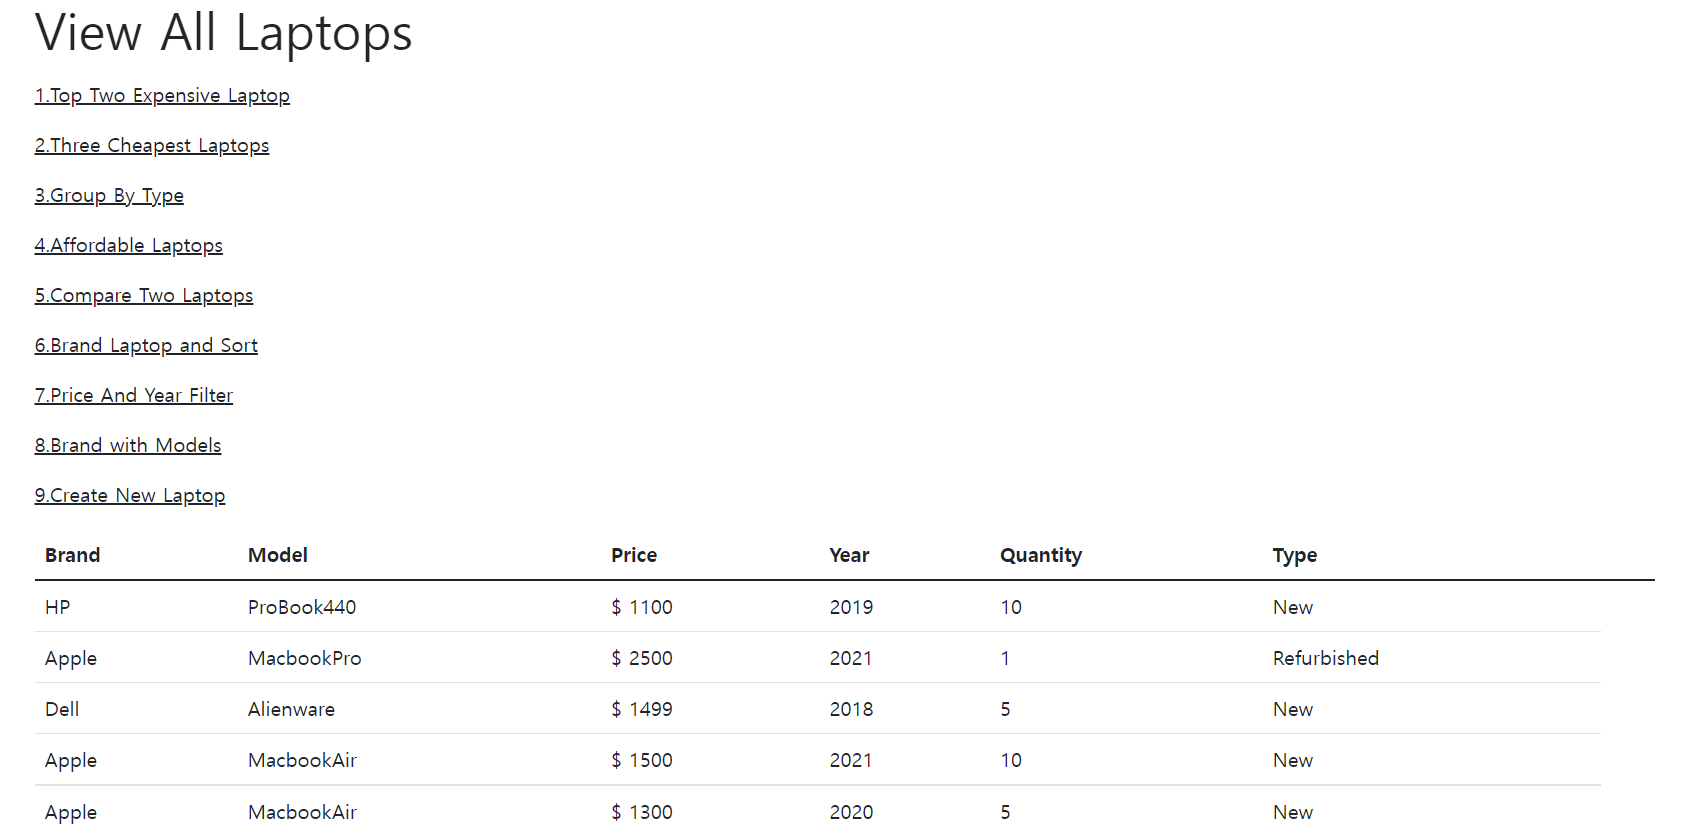 View All Laptops
1.Top Two Expensive Laptop
2.Three Cheapest Laptops
3.Group By Type
4.Affordable Laptops
5.Compare Two Laptops
6.Brand Laptop and Sort
7.Price And Year Filter
8.Brand with Models
9.Create New Laptop
Brand Model Price Year Quantity Type
HP ProBook440 $ 1100 2019 10 New
Apple MacbookPro $ 2500 2021 1 Refurbished
Dell Alienware $ 1499 2018 5 New
Apple MacbookAir $ 1500 2021 10 New
Apple MacbookAir $ 1300 2020 5 New